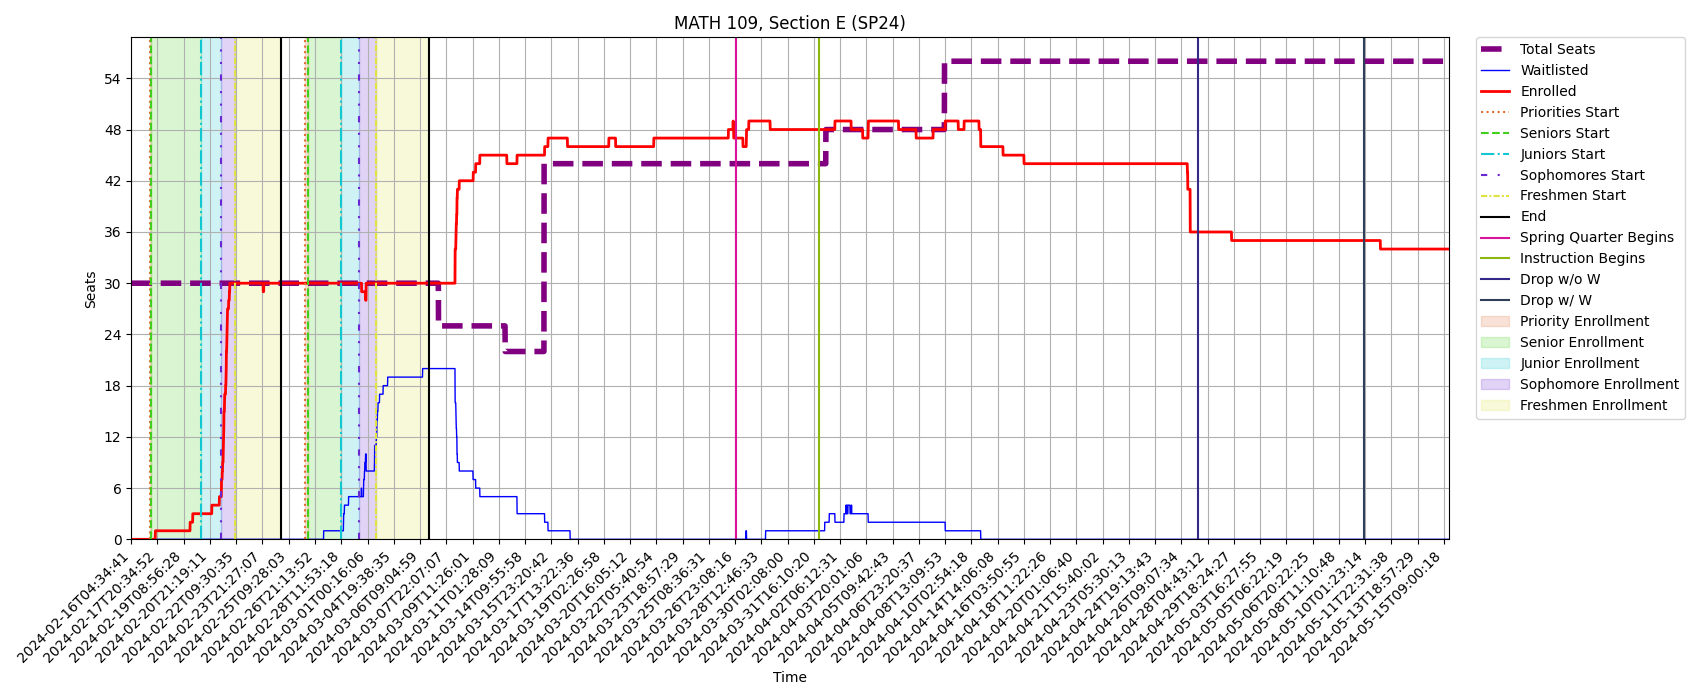 MATH 109, Section E (SP24)
Seats
54
48
42
36
30
24
18
12
6
0
2024-02-16T04:34:41
2024-02-17T20:34:52
2024-02-19T08:56:28
2024-02-20T21:19:11
2024-02-22T09:30:35
2024-02-23T21:27:07
2024-02-25T09:28:03
2024-02-26T21:13:52
2024-02-28T11:53:18
2024-03-01T00:16:06
2024-03-04T19:38:35
2024-03-06T09:04:59
2024-03-07T22:07:07
2024-03-09T11:26:01
2024-03-11T01:28:09
2024-03-14T09:55:58
2024-03-15T23:20:42
2024-03-17T13:22:36
2024-03-19T02:26:58
2024-03-20T16:05:12
2024-03-22T05:40:54
2024-03-23T18:57:29
2024-03-25T08:36:31
2024-03-26T23:08:16
2024-03-28T12:46:33
2024-03-30T02:08:00
2024-03-31T16:10:20
2024-04-02T06:12:31
2024-04-03T20:01:06
2024-04-05T09:42:43
2024-04-06T23:20:37
2024-04-08T13:09:53
2024-04-10T02:54:18
2024-04-14T14:06:08
2024-04-16T03:50:55
2024-04-18T11:22:26
2024-04-20T01:06:40
2024-04-21T15:40:02
2024-04-23T05:30:13
2024-04-24T19:13:43
2024-04-26T09:07:34
2024-04-28T04:43:12
2024-04-29T18:24:27
2024-05-03T16:27:55
2024-05-05T06:22:19
2024-05-06T20:22:25
2024-05-08T11:10:48
2024-05-10T01:23:14
2024-05-11T22:31:38
2024-05-13T18:57:29
2024-05-15T09:00:18
Time
Total Seats
Waitlisted
Enrolled
Priorities Start
Seniors Start
Juniors Start
Sophomores Start
Freshmen Start
End
Spring Quarter Begins
Instruction Begins
Drop w/o W
Drop w/ W
Priority Enrollment
Senior Enrollment
Junior Enrollment
Sophomore Enrollment
Freshmen Enrollment